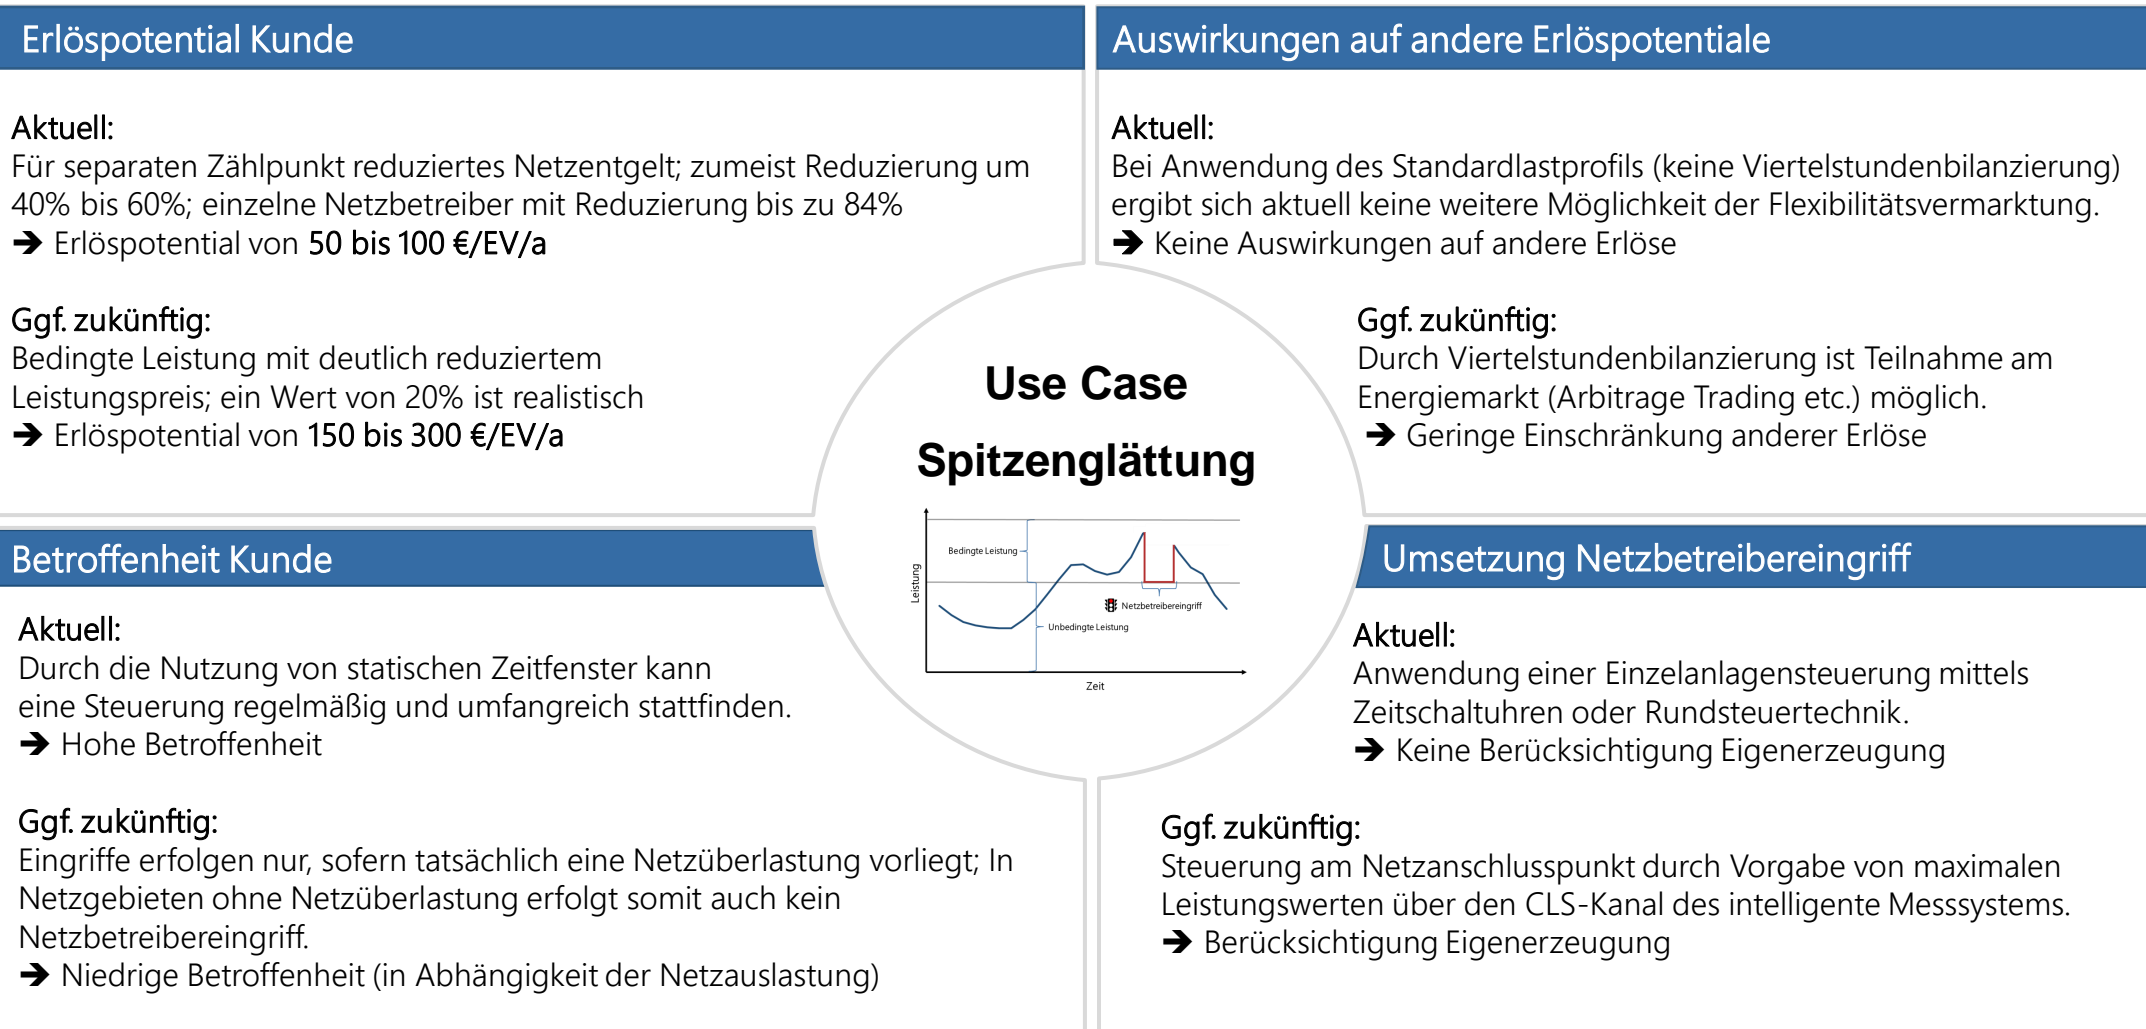 Erlöspotential Kunde
Aktuell:
Für separaten Zählpunkt reduziertes Netzentgelt; zumeist Reduzierung um
40% bis 60%; einzelne Netzbetreiber mit Reduzierung bis zu 84%
➔ Erlöspotential von 50 bis 100 €/EV/a
Ggf. zukünftig:
Bedingte Leistung mit deutlich reduziertem
Leistungspreis; ein Wert von 20% ist realistisch
➔ Erlöspotential von 150 bis 300 €/EV/a
Auswirkungen auf andere Erlöspotentiale
Aktuell:
Bei Anwendung des Standardlastprofils (keine Viertelstundenbilanzierung)
ergibt sich aktuell keine weitere Möglichkeit der Flexibilitätsvermarktung.
➔ Keine Auswirkungen auf andere Erlöse
Ggf. zukünftig:
Durch Viertelstundenbilanzierung ist Teilnahme am
Energiemarkt (Arbitrage Trading etc.) möglich.
➔ Geringe Einschränkung anderer Erlöse
Use Case
Spitzenglättung
Leistung
Bedingte Leistung
Netzbetreibereingriff
Unbedingte Leistung
Zeit
Betroffenheit Kunde
Aktuell:
Durch die Nutzung von statischen Zeitfenster kann
eine Steuerung regelmäßig und umfangreich stattfinden.
➔ Hohe Betroffenheit
Ggf. zukünftig:
Eingriffe erfolgen nur, sofern tatsächlich eine Netzüberlastung vorliegt; In
Netzgebieten ohne Netzüberlastung erfolgt somit auch kein
Netzbetreibereingriff.
➔ Niedrige Betroffenheit (in Abhängigkeit der Netzauslastung)
Umsetzung Netzbetreibereingriff
Aktuell:
Anwendung einer Einzelanlagensteuerung mittels
Zeitschaltuhren oder Rundsteuertechnik.
➔ Keine Berücksichtigung Eigenerzeugung
Ggf. zukünftig:
Steuerung am Netzanschlusspunkt durch Vorgabe von maximalen
Leistungswerten über den CLS-Kanal des intelligente Messsystems.
➔ Berücksichtigung Eigenerzeugung